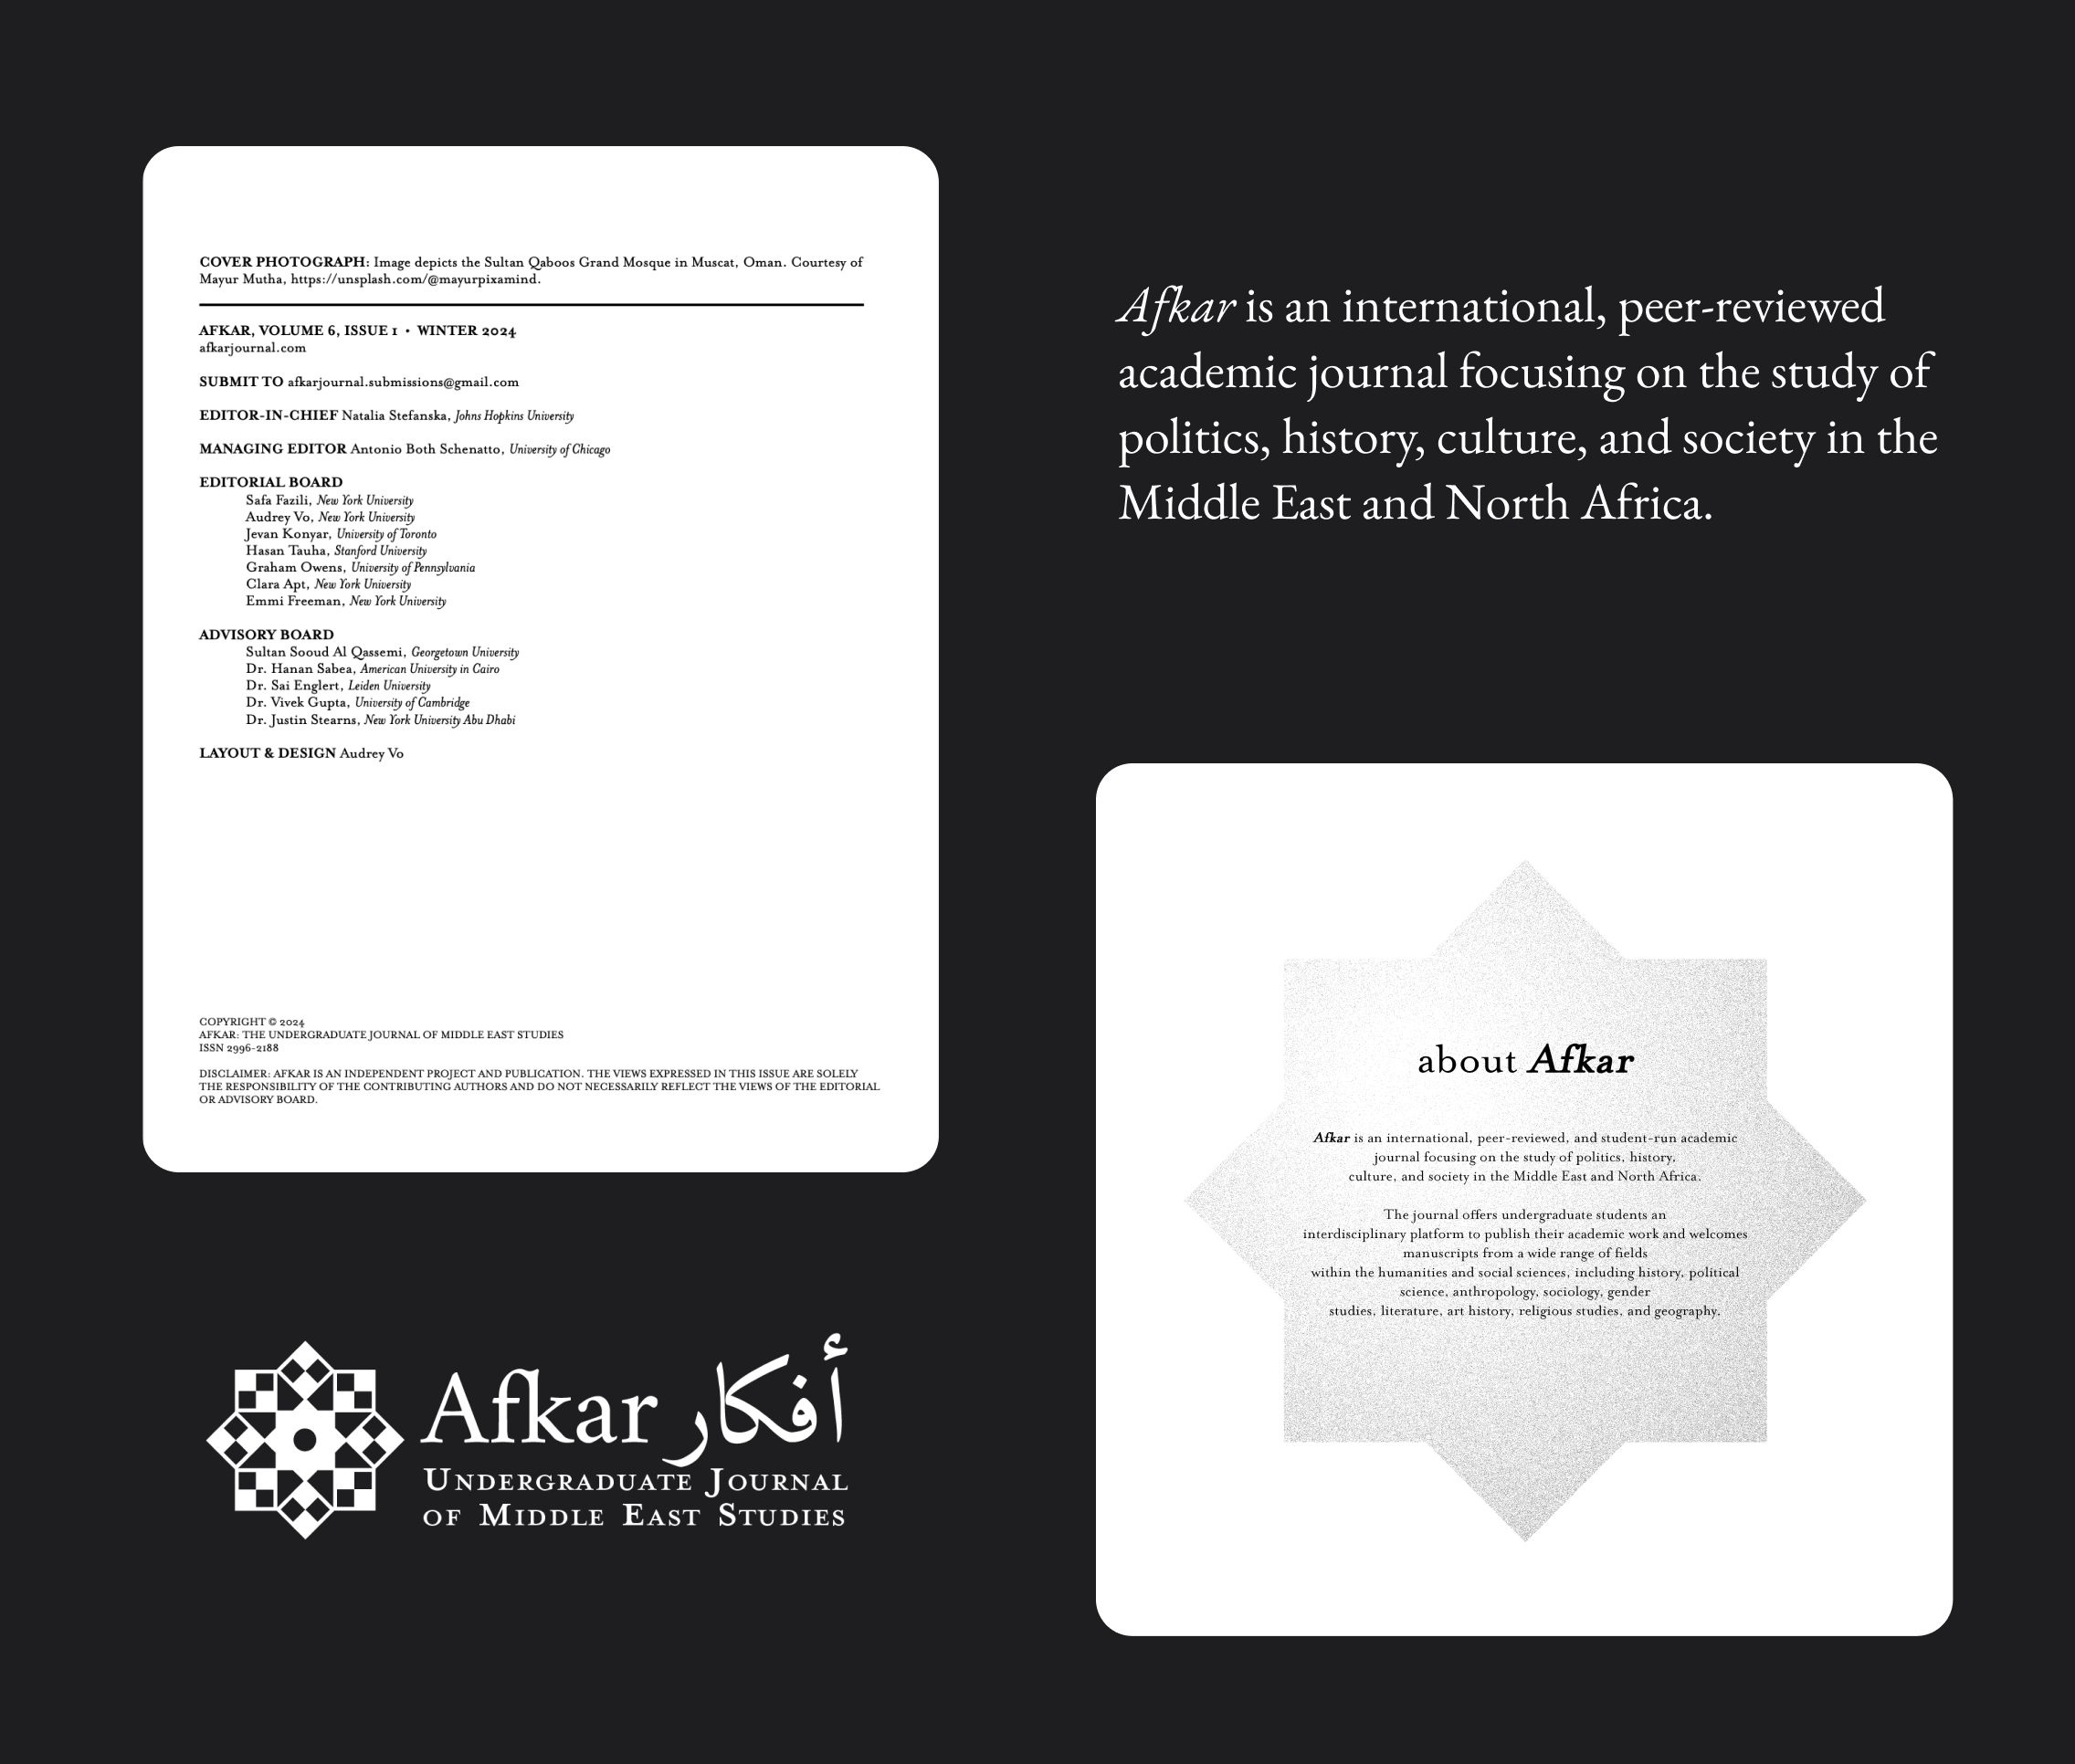 COVER PHOTOGRAPH: Image depicts the Sultan Qaboos Grand Mosque in Muscat, Oman. Courtesy of
Mayur Mutha, https://unsplash.com/@mayurpixamind.
AFKAR, VOLUME 6, ISSUE 1 • WINTER 2024
afkarjournal.com
SUBMIT TO afkarjournal.submissions@gmail.com
EDITOR-IN-CHIEF Natalia Stefanska, Johns Hopkins University
MANAGING EDITOR Antonio Both Schenatto, University of Chicago
EDITORIAL BOARD
Safa Fazili, New York University
Audrey Vo, New York University
Jevan Konyar, University of Toronto
Hasan Tauha, Stanford University
Graham Owens, University of Pennsylvania
Clara Apt, New York University
Emmi Freeman, New York University
ADVISORY BOARD
Sultan Sooud Al Qassemi, Georgetown University
Dr. Hanan Sabea, American University in Cairo
Dr. Sai Englert, Leiden University
Dr. Vivek Gupta, University of Cambridge
Dr. Justin Stearns, New York University Abu Dhabi
LAYOUT & DESIGN Audrey Vo
COPYRIGHT © 2024
AFKAR: THE UNDERGRADUATE JOURNAL OF MIDDLE EAST STUDIES
ISSN 2996-2188
DISCLAIMER: AFKAR IS AN INDEPENDENT PROJECT AND PUBLICATION. THE VIEWS EXPRESSED IN THIS ISSUE ARE SOLELY
THE RESPONSIBILITY OF THE CONTRIBUTING AUTHORS AND DO NOT NECESSARILY REFLECT THE VIEWS OF THE EDITORIAL
OR ADVISORY BOARD.
Afkar أفكار
UNDERGRADUATE JOURNAL
OF MIDDLE EAST STUDIES
Afkar is an international, peer-reviewed
academic journal focusing on the study of
politics, history, culture, and society in the
Middle East and North Africa.
about Afkar
Afkar is an international, peer-reviewed, and student-run academic
journal focusing on the study of politics, history,
culture, and society in the Middle East and North Africa.
The journal offers undergraduate students an
interdisciplinary platform to publish their academic work and welcomes
manuscripts from a wide range of fields
within the humanities and social sciences, including history, political
science, anthropology, sociology, gender
studies, literature, art history, religious studies, and geography.